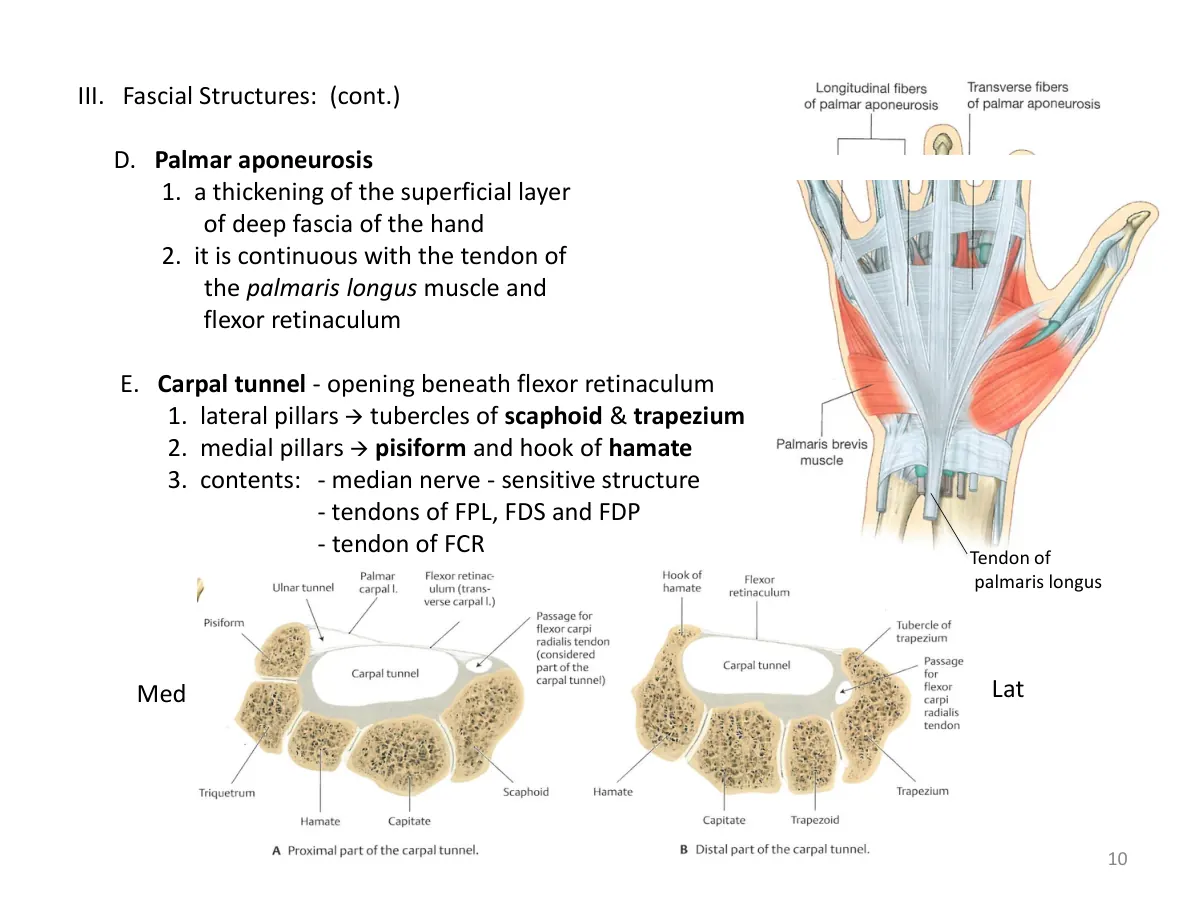 III. Fascial Structures: (cont.)
D. Palmar aponeurosis
1. a thickening of the superficial layer
of deep fascia of the hand
2. it is continuous with the tendon of
the palmaris longus muscle and
flexor retinaculum
E. Carpal tunnel - opening beneath flexor retinaculum
1. lateral pillars → tubercles of scaphoid & trapezium
2. medial pillars → pisiform and hook of hamate
3. contents: - median nerve - sensitive structure
- tendons of FPL, FDS and FDP
- tendon of FCR
Longitudinal fibers
of palmar aponeurosis
Transverse fibers
of palmar aponeurosis
Palmaris brevis
muscle
Tendon of
palmaris longus
Med
Ulnar tunnel
Palmar
carpal l.
Flexor retinac-
ulum (trans-
verse carpal l.)
Pisiform
Passage for
flexor carpi
radialis tendon
(considered
part of the
carpal tunnel)
Carpal tunnel
Triquetrum
Hamate
Capitate
Scaphoid
A Proximal part of the carpal tunnel.
Hook of
hamate
Flexor
retinaculum
Tubercle of
trapezium
Carpal tunnel
Passage
for
flexor
carpi
radialis
tendon
Lat
Hamate
Capitate
Trapezoid
Trapezium
B Distal part of the carpal tunnel.
10